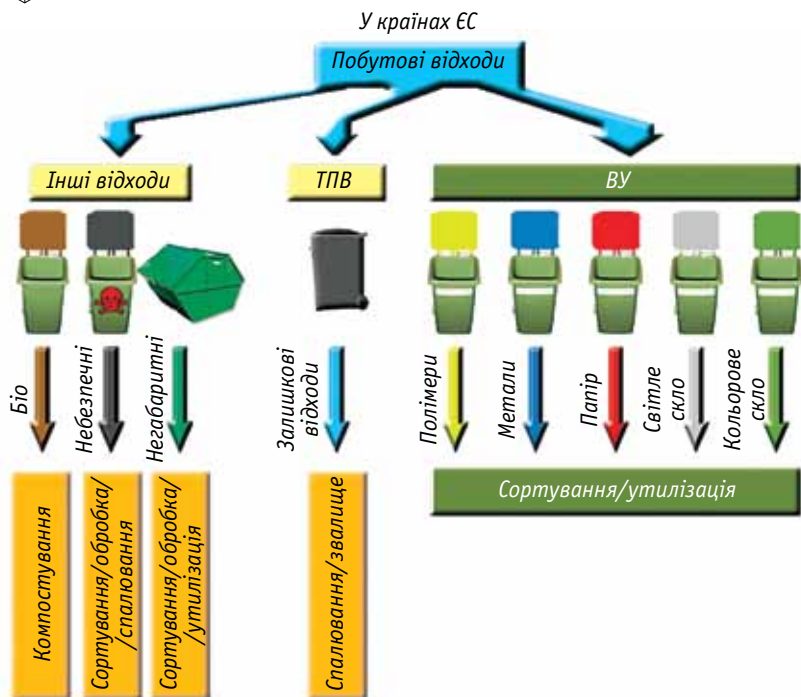 У країнах ЄС
Побутові відходи
Інші відходи
ТПВ
ВУ
Біо
Небезпечні
Негабаритні
Залишкові
відходи
Полімери
Метали
Папір
Світле
скло
Кольорове
скло
Компостування
Сортування/обробка/
/спалювання
Сортування/обробка/
/утилізація
Спалювання/звалище
Сортування/утилізація